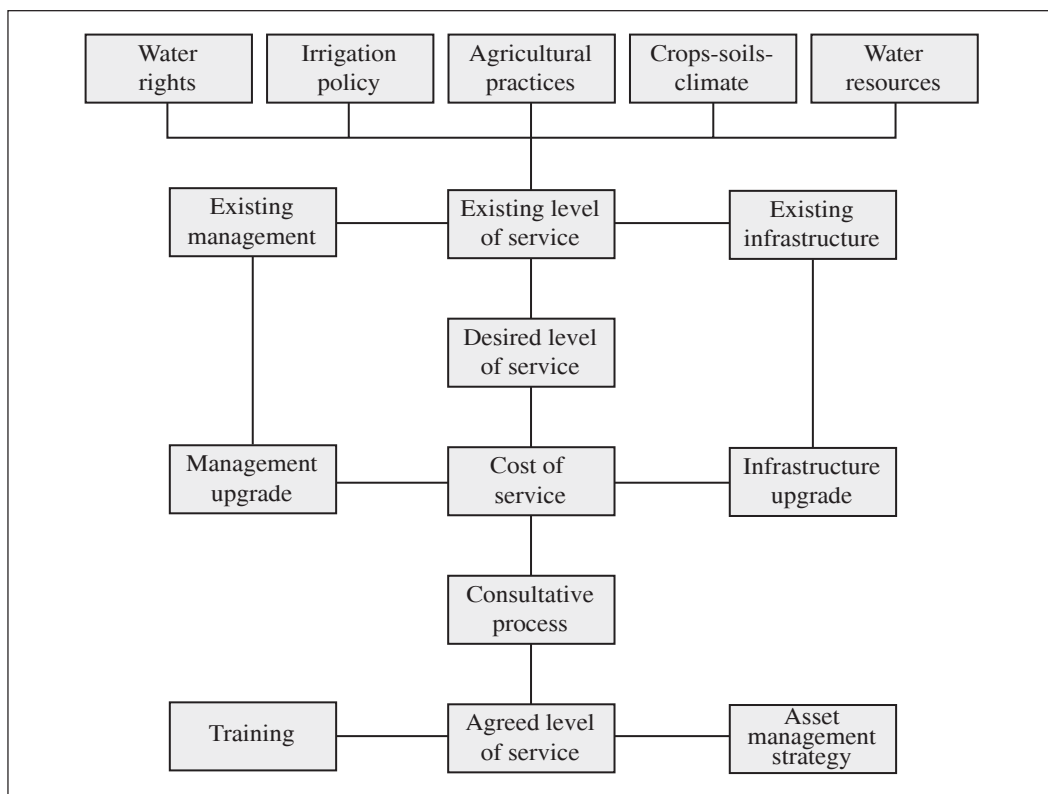 Water
rights
Irrigation
policy
Agricultural
practices
Crops-soils-
climate
Water
resources
Existing
management
Existing level
of service
Existing
infrastructure
Desired level
of service
Management
upgrade
Cost of
service
Infrastructure
upgrade
Consultative
process
Training
Agreed level
of service
Asset
management
strategy